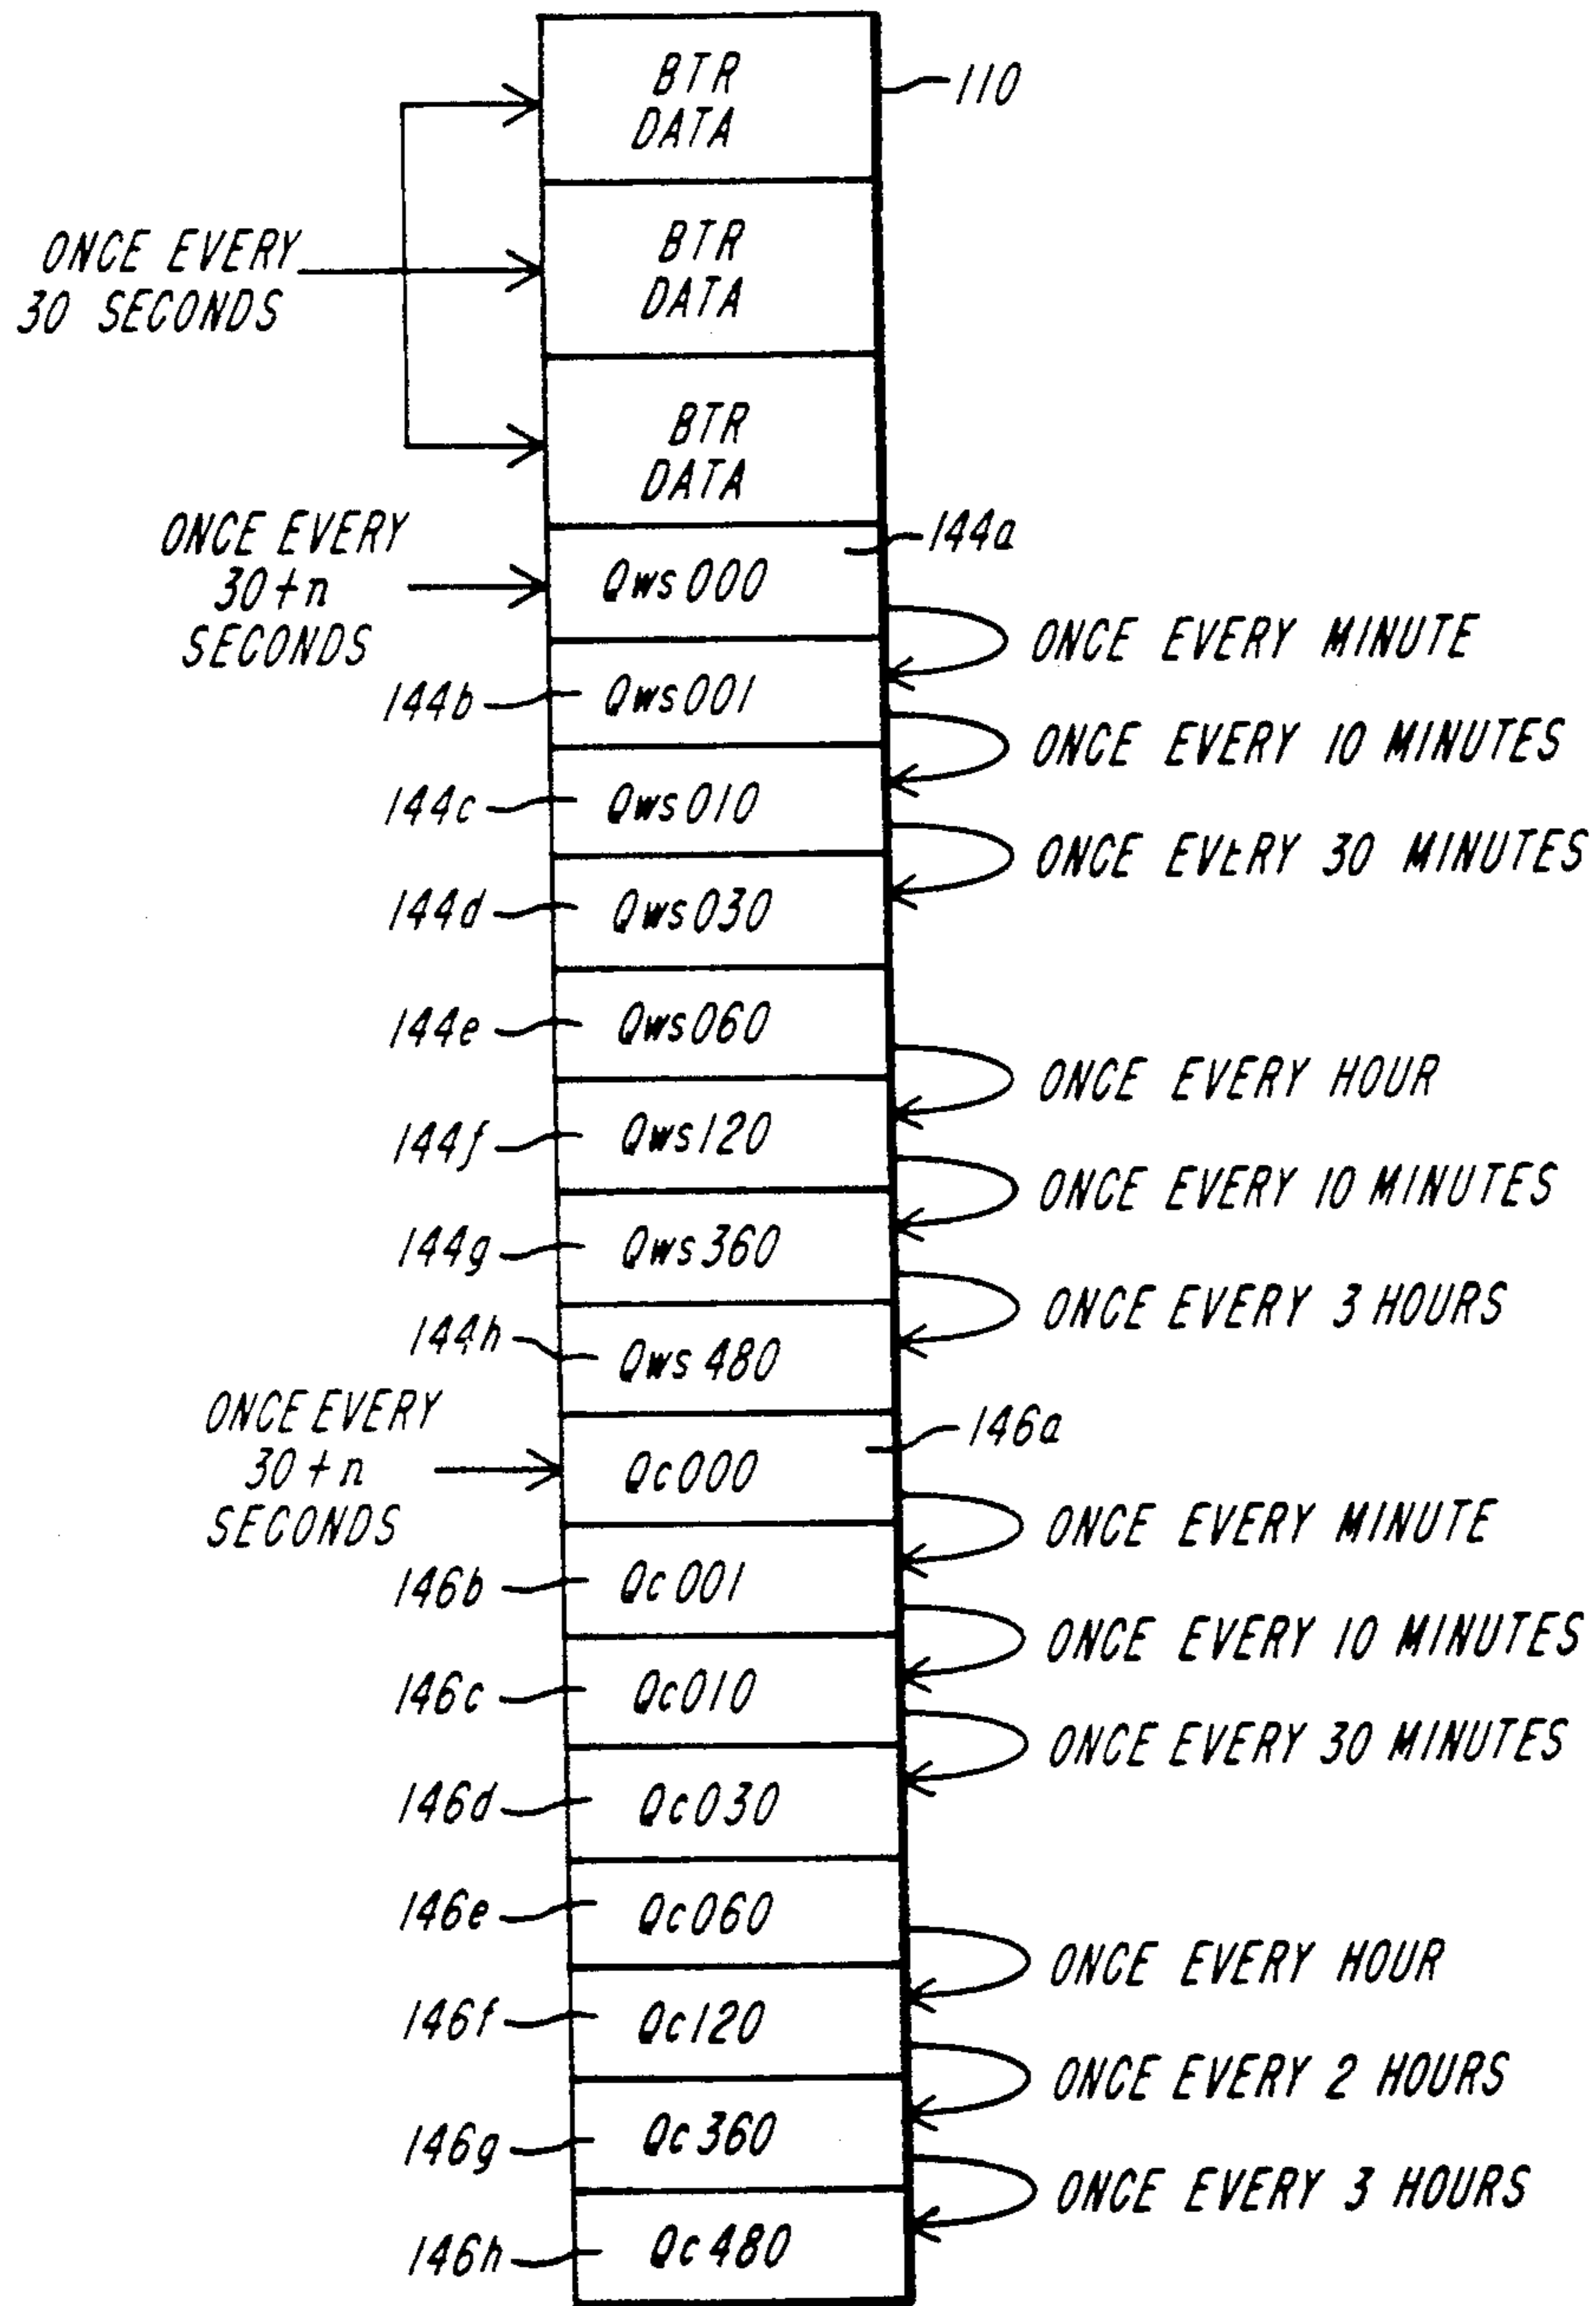 BTR
DATA
110
ONCE EVERY
30 SECONDS
BTR
DATA
BTR
DATA
ONCE EVERY
30+n
SECONDS
Qws000
144a
ONCE EVERY MINUTE
144b
Qws001
ONCE EVERY 10 MINUTES
144c
Qws010
ONCE EVERY 30 MINUTES
144d
Qws030
144e
Qws060
ONCE EVERY HOUR
144f
Qws120
ONCE EVERY 10 MINUTES
144g
Qws360
ONCE EVERY 3 HOURS
144h
Qws480
ONCE EVERY
30+n
SECONDS
Qc000
146a
ONCE EVERY MINUTE
146b
Qc001
ONCE EVERY 10 MINUTES
146c
Qc010
ONCE EVERY 30 MINUTES
146d
Qc030
146e
Qc060
ONCE EVERY HOUR
146f
Qc120
ONCE EVERY 2 HOURS
146g
Qc360
ONCE EVERY 3 HOURS
146h
Qc480